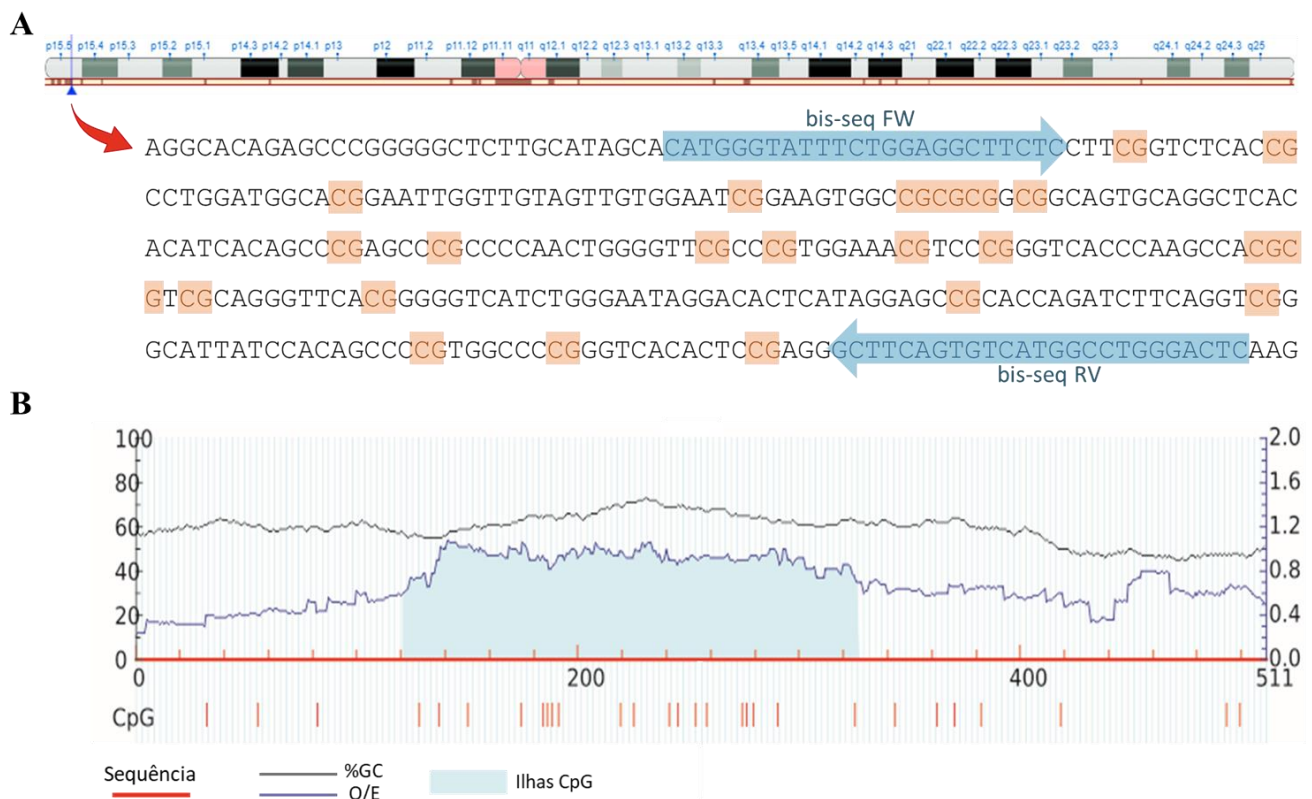 A
p15.5 p15.4 p15.3 p15.2 p15.1 p14.3 p14.2 p14.1 p13 p12 p11.2 p11.12 p11.11 q11 q12.1 q12.2 q12.3 q13.1 q13.2 q13.3 q13.4 q13.5 q14.1 q14.2 q14.3 q21 q22.1 q22.2 q22.3 q23.1 q23.2 q23.3 q24.1 q24.2 q24.3 q25
bis-seq FW
AGGCACAGAGCCCGGGGGCTCTTGCATAGCACATGGGTATTTCTGGAGGCTTCTCCTTCGGTCTCACCG
CCTGGATGGCACGGAATTGGTTGTAGTTGTGGAATCGGAAGTGGCCGCGCGGCGGCAGTGCAGGCTCAC
ACATCACAGCCCGAGCCCGCCCCAACTGGGGTTCGCCCGTGGAAACGTCCCGGGTCACCCAAGCCACGC
GTCGCAGGGTTCACGGGGGTCATCTGGGAATAGGACACTCATAGGAGCCGCACCAGATCTTCAGGTCGG
GCATTATCCACAGCCCCGTGGCCCCGGGTCACACTCCCGAGGGCTTCAGTGTCATGGCCTGGGACTCAAG
bis-seq RV
B
100
80
60
40
20
0
2.0
1.6
1.2
0.8
0.4
0.0
0 200 400 511
CpG
Sequência
%GC
O/E
Ilhas CpG